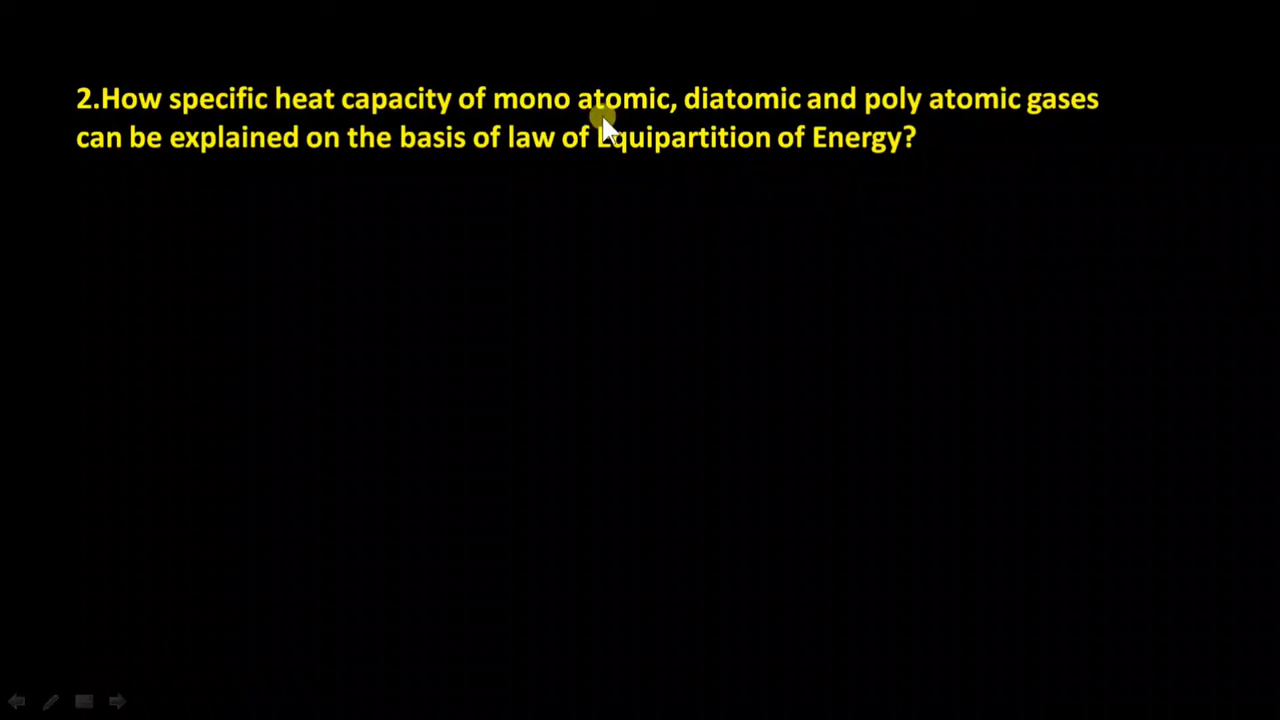 2.How specific heat capacity of mono atomic, diatomic and poly atomic gases
can be explained on the basis of law of Equipartition of Energy?